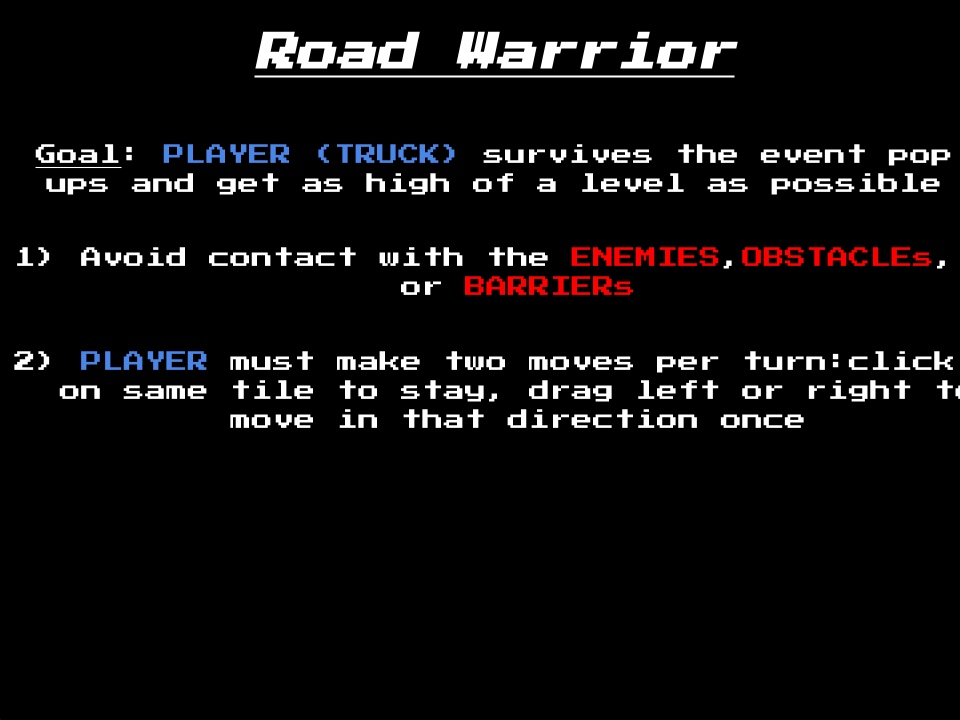 Road Warrior
Goal: PLAYER (TRUCK) survives the event pop
ups and get as high of a level as possible
1) Avoid contact with the ENEMIES,OBSTACLEs,
or BARRIERs
2) PLAYER must make two moves per turn:click
on same tile to stay, drag left or right to
move in that direction once